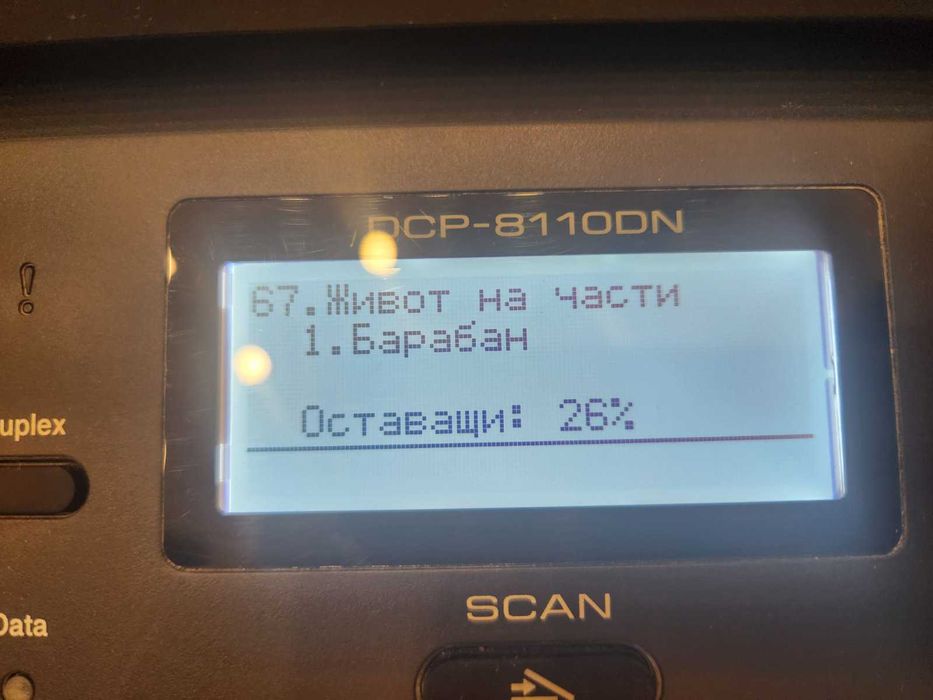 DCP-8110DN
67.Живот на части
1.Барабан
Оставащи: 26%
uplex
SCAN
Data